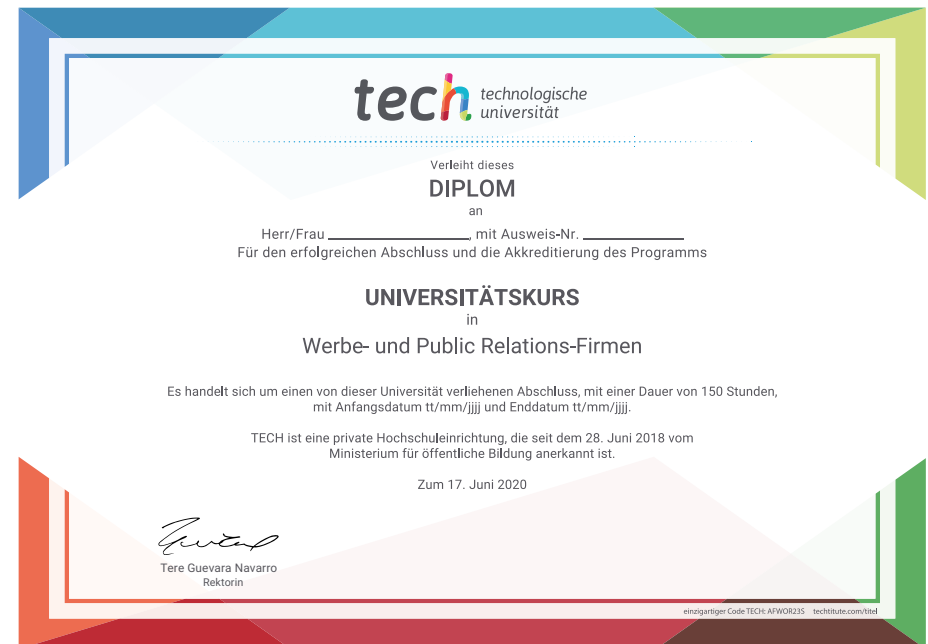 tech technologische
universität
Verleiht dieses
DIPLOM
an
Herr/Frau ____________________, mit Ausweis-Nr. ______________
Für den erfolgreichen Abschluss und die Akkreditierung des Programms
UNIVERSITÄTSKURS
in
Werbe- und Public Relations-Firmen
Es handelt sich um einen von dieser Universität verliehenen Abschluss, mit einer Dauer von 150 Stunden,
mit Anfangsdatum tt/mm/jjjj und Enddatum tt/mm/jjjj.
TECH ist eine private Hochschuleinrichtung, die seit dem 28. Juni 2018 vom
Ministerium für öffentliche Bildung anerkannt ist.
Zum 17. Juni 2020
Tere Guevara Navarro
Rektorin
einzigartiger Code TECH: AFWOR23S techtitute.com/titel